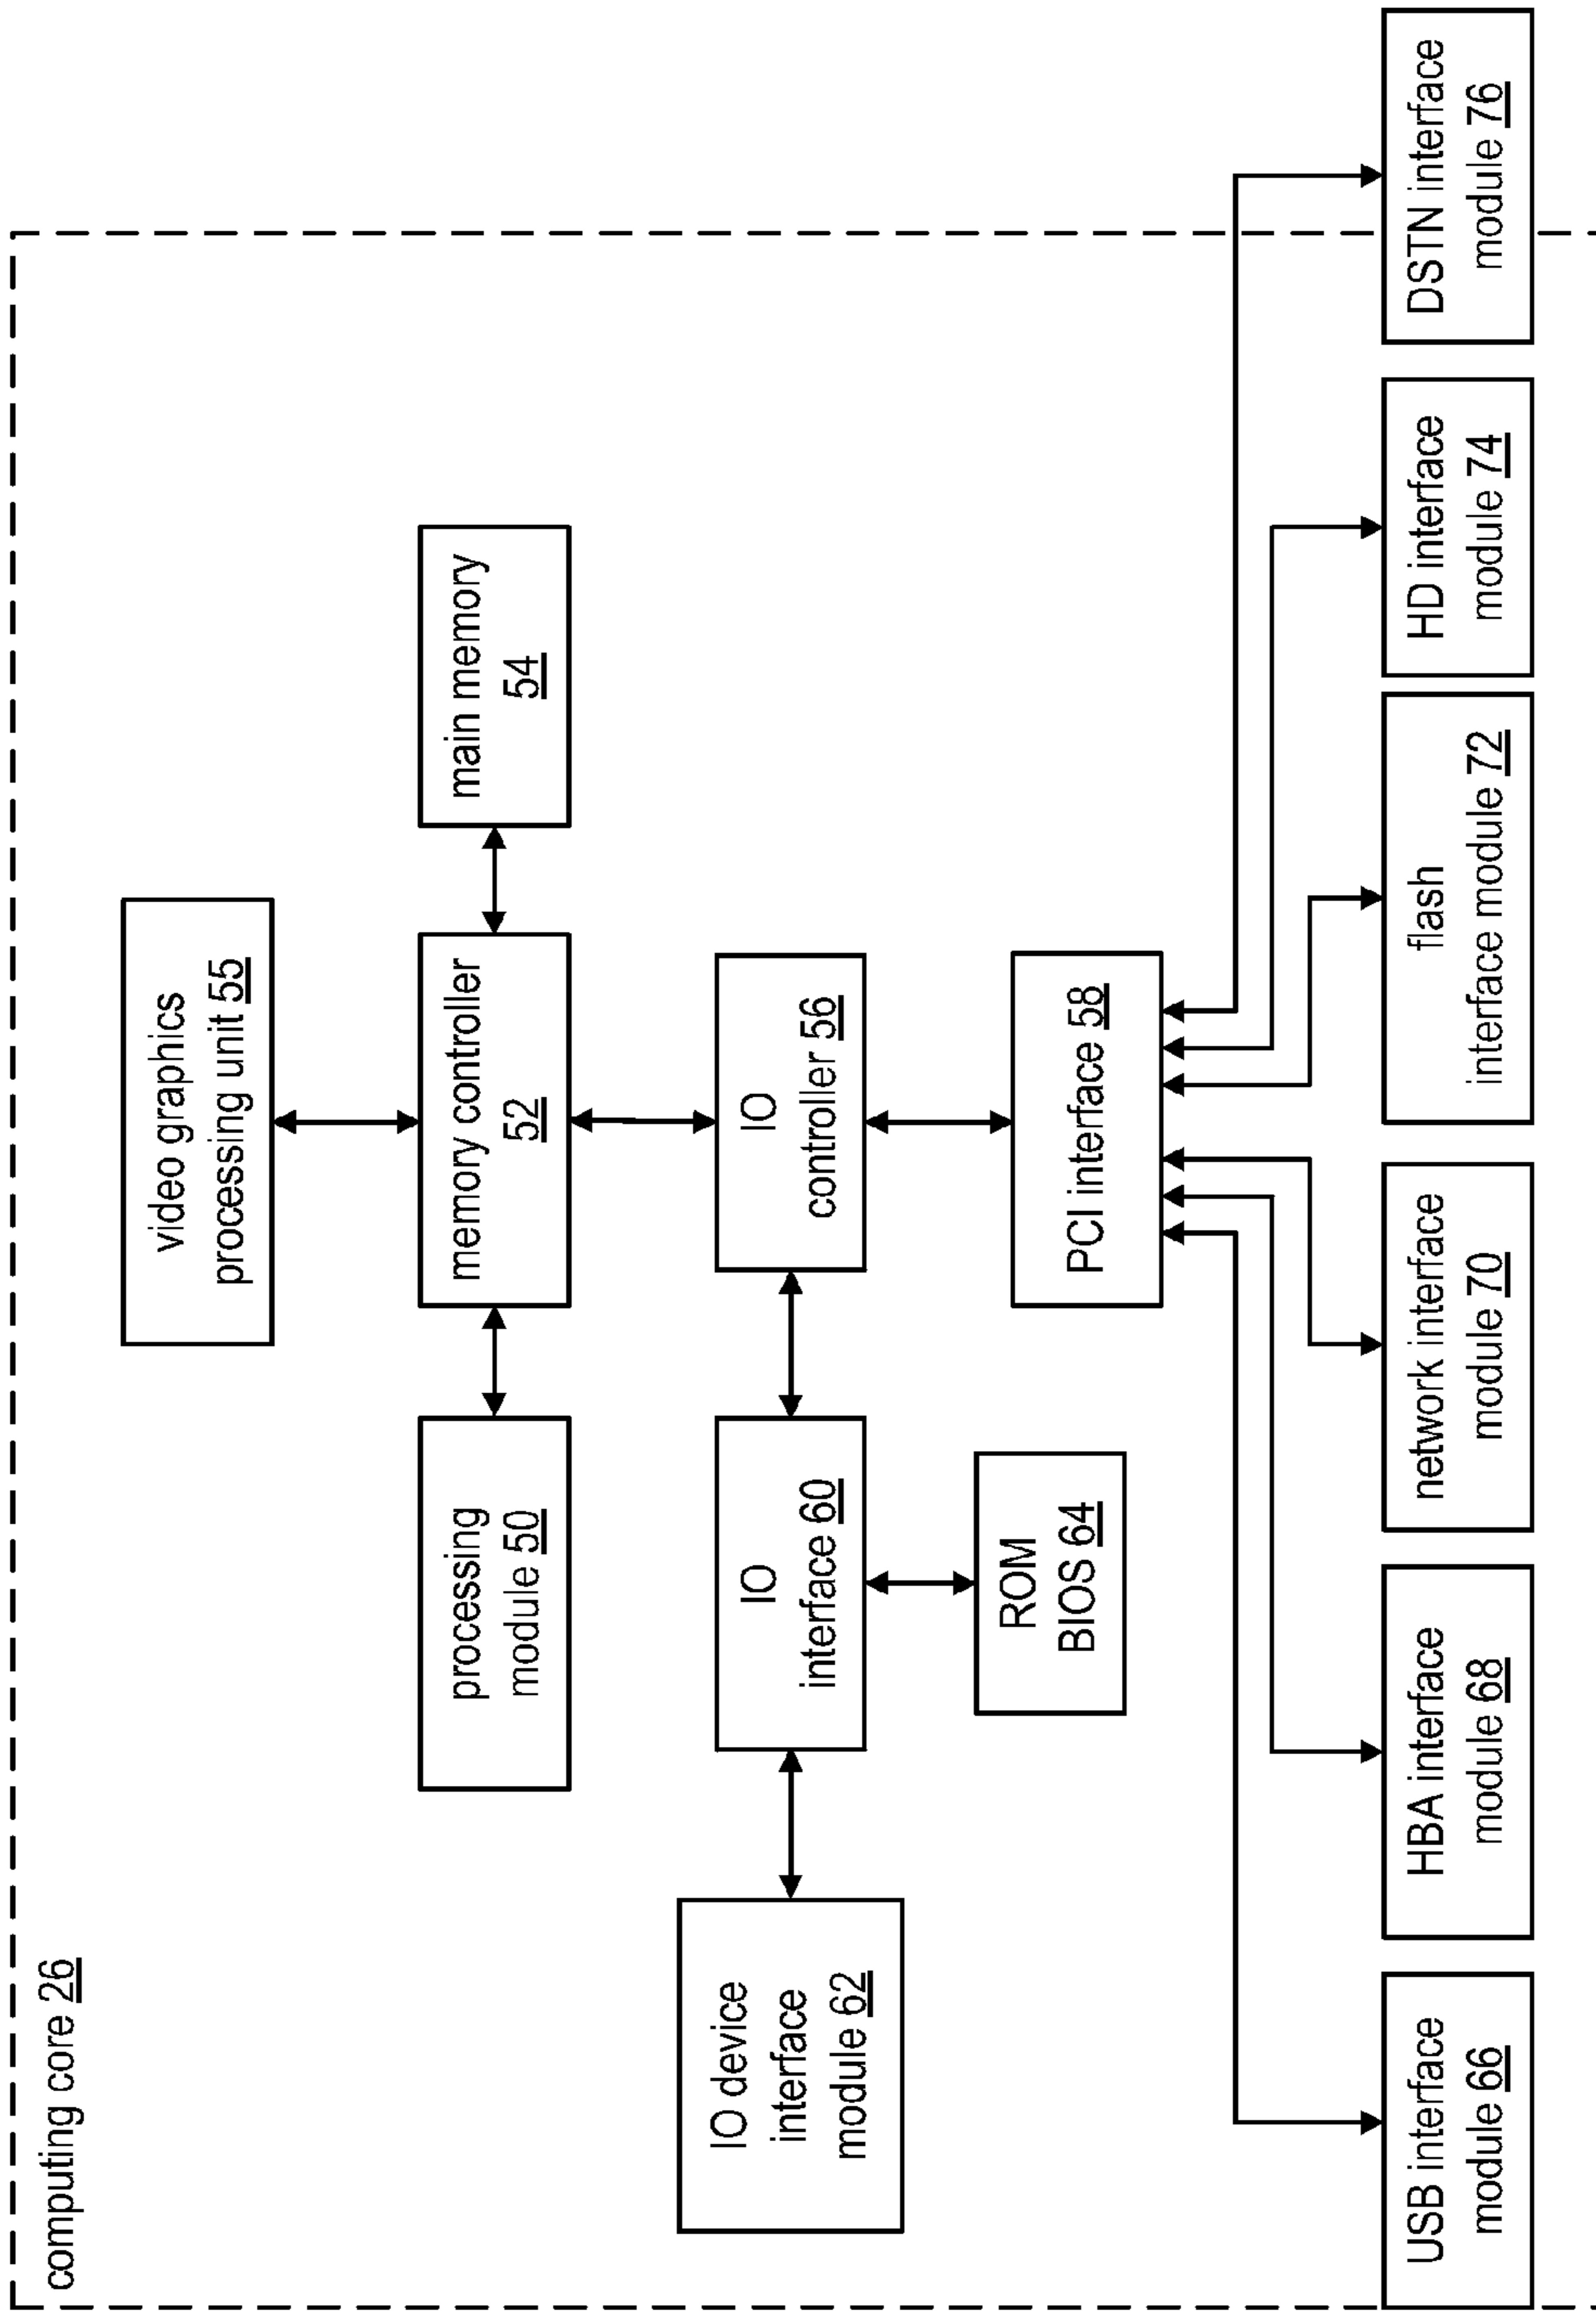 computing core 26
video graphics
processing unit 55
processing
module 50
memory controller
52
main memory
54
IO device
interface
module 62
IO
interface 60
IO
controller 56
ROM
BIOS 64
PCI interface 58
USB interface
module 66
HBA interface
module 68
network interface
module 70
flash
interface module 72
HD interface
module 74
DSTN interface
module 76